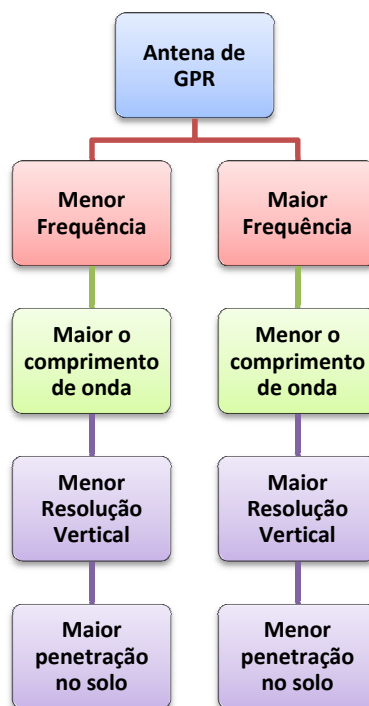 Antena de
GPR
Menor
Frequência
Maior o
comprimento
de onda
Menor
Resolução
Vertical
Maior
penetração
no solo
Maior
Frequência
Menor o
comprimento
de onda
Maior
Resolução
Vertical
Menor
penetração
no solo